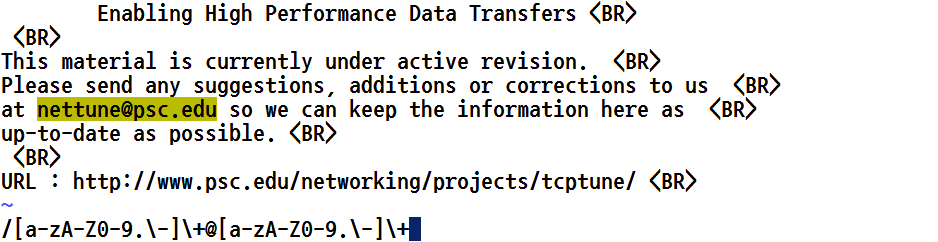 Enabling High Performance Data Transfers <BR>
<BR>
This material is currently under active revision.  <BR>
Please send any suggestions, additions or corrections to us  <BR>
at nettune@psc.edu so we can keep the information here as  <BR>
up-to-date as possible. <BR>
<BR>
URL : http://www.psc.edu/networking/projects/tcptune/ <BR>
~
/[a-zA-Z0-9.\-]\+@[a-zA-Z0-9.\-]\+